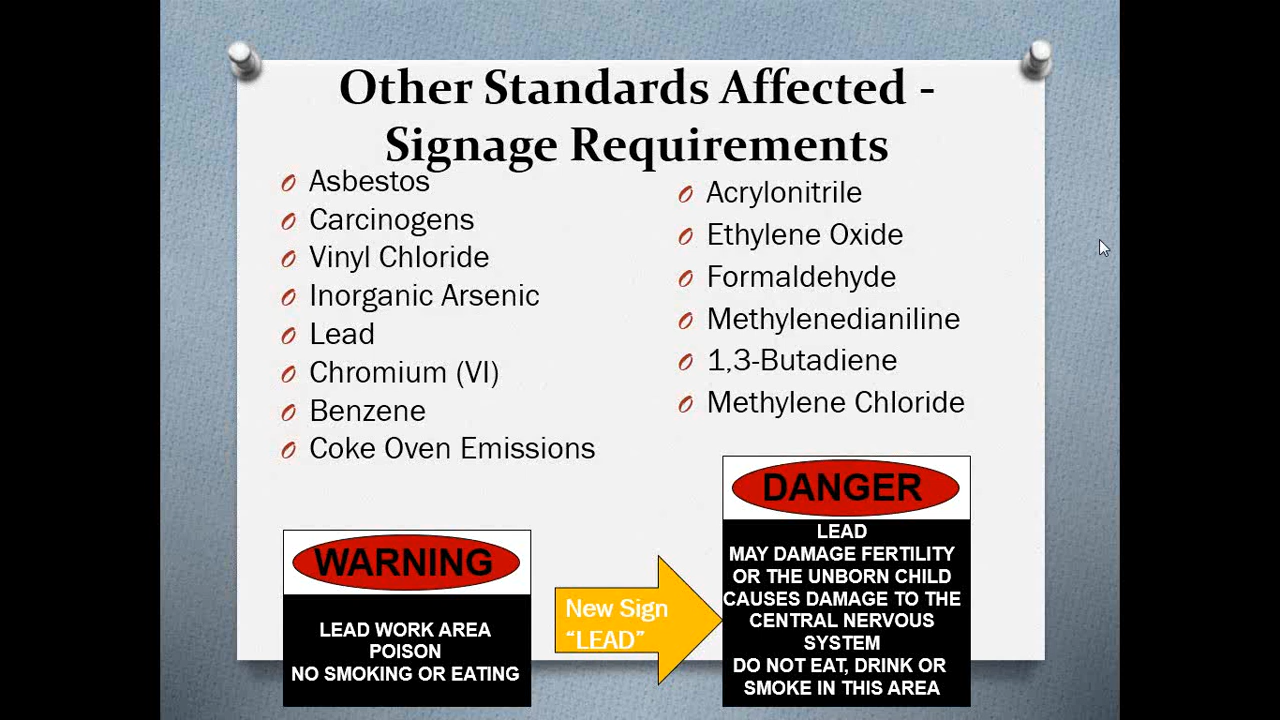 Other Standards Affected -
Signage Requirements
Asbestos
Carcinogens
Vinyl Chloride
Inorganic Arsenic
Lead
Chromium (VI)
Benzene
Coke Oven Emissions
Acrylonitrile
Ethylene Oxide
Formaldehyde
Methylenedianiline
1,3-Butadiene
Methylene Chloride
WARNING
LEAD WORK AREA
POISON
NO SMOKING OR EATING
New Sign
“LEAD”
DANGER
LEAD
MAY DAMAGE FERTILITY
OR THE UNBORN CHILD
CAUSES DAMAGE TO THE
CENTRAL NERVOUS
SYSTEM
DO NOT EAT, DRINK OR
SMOKE IN THIS AREA